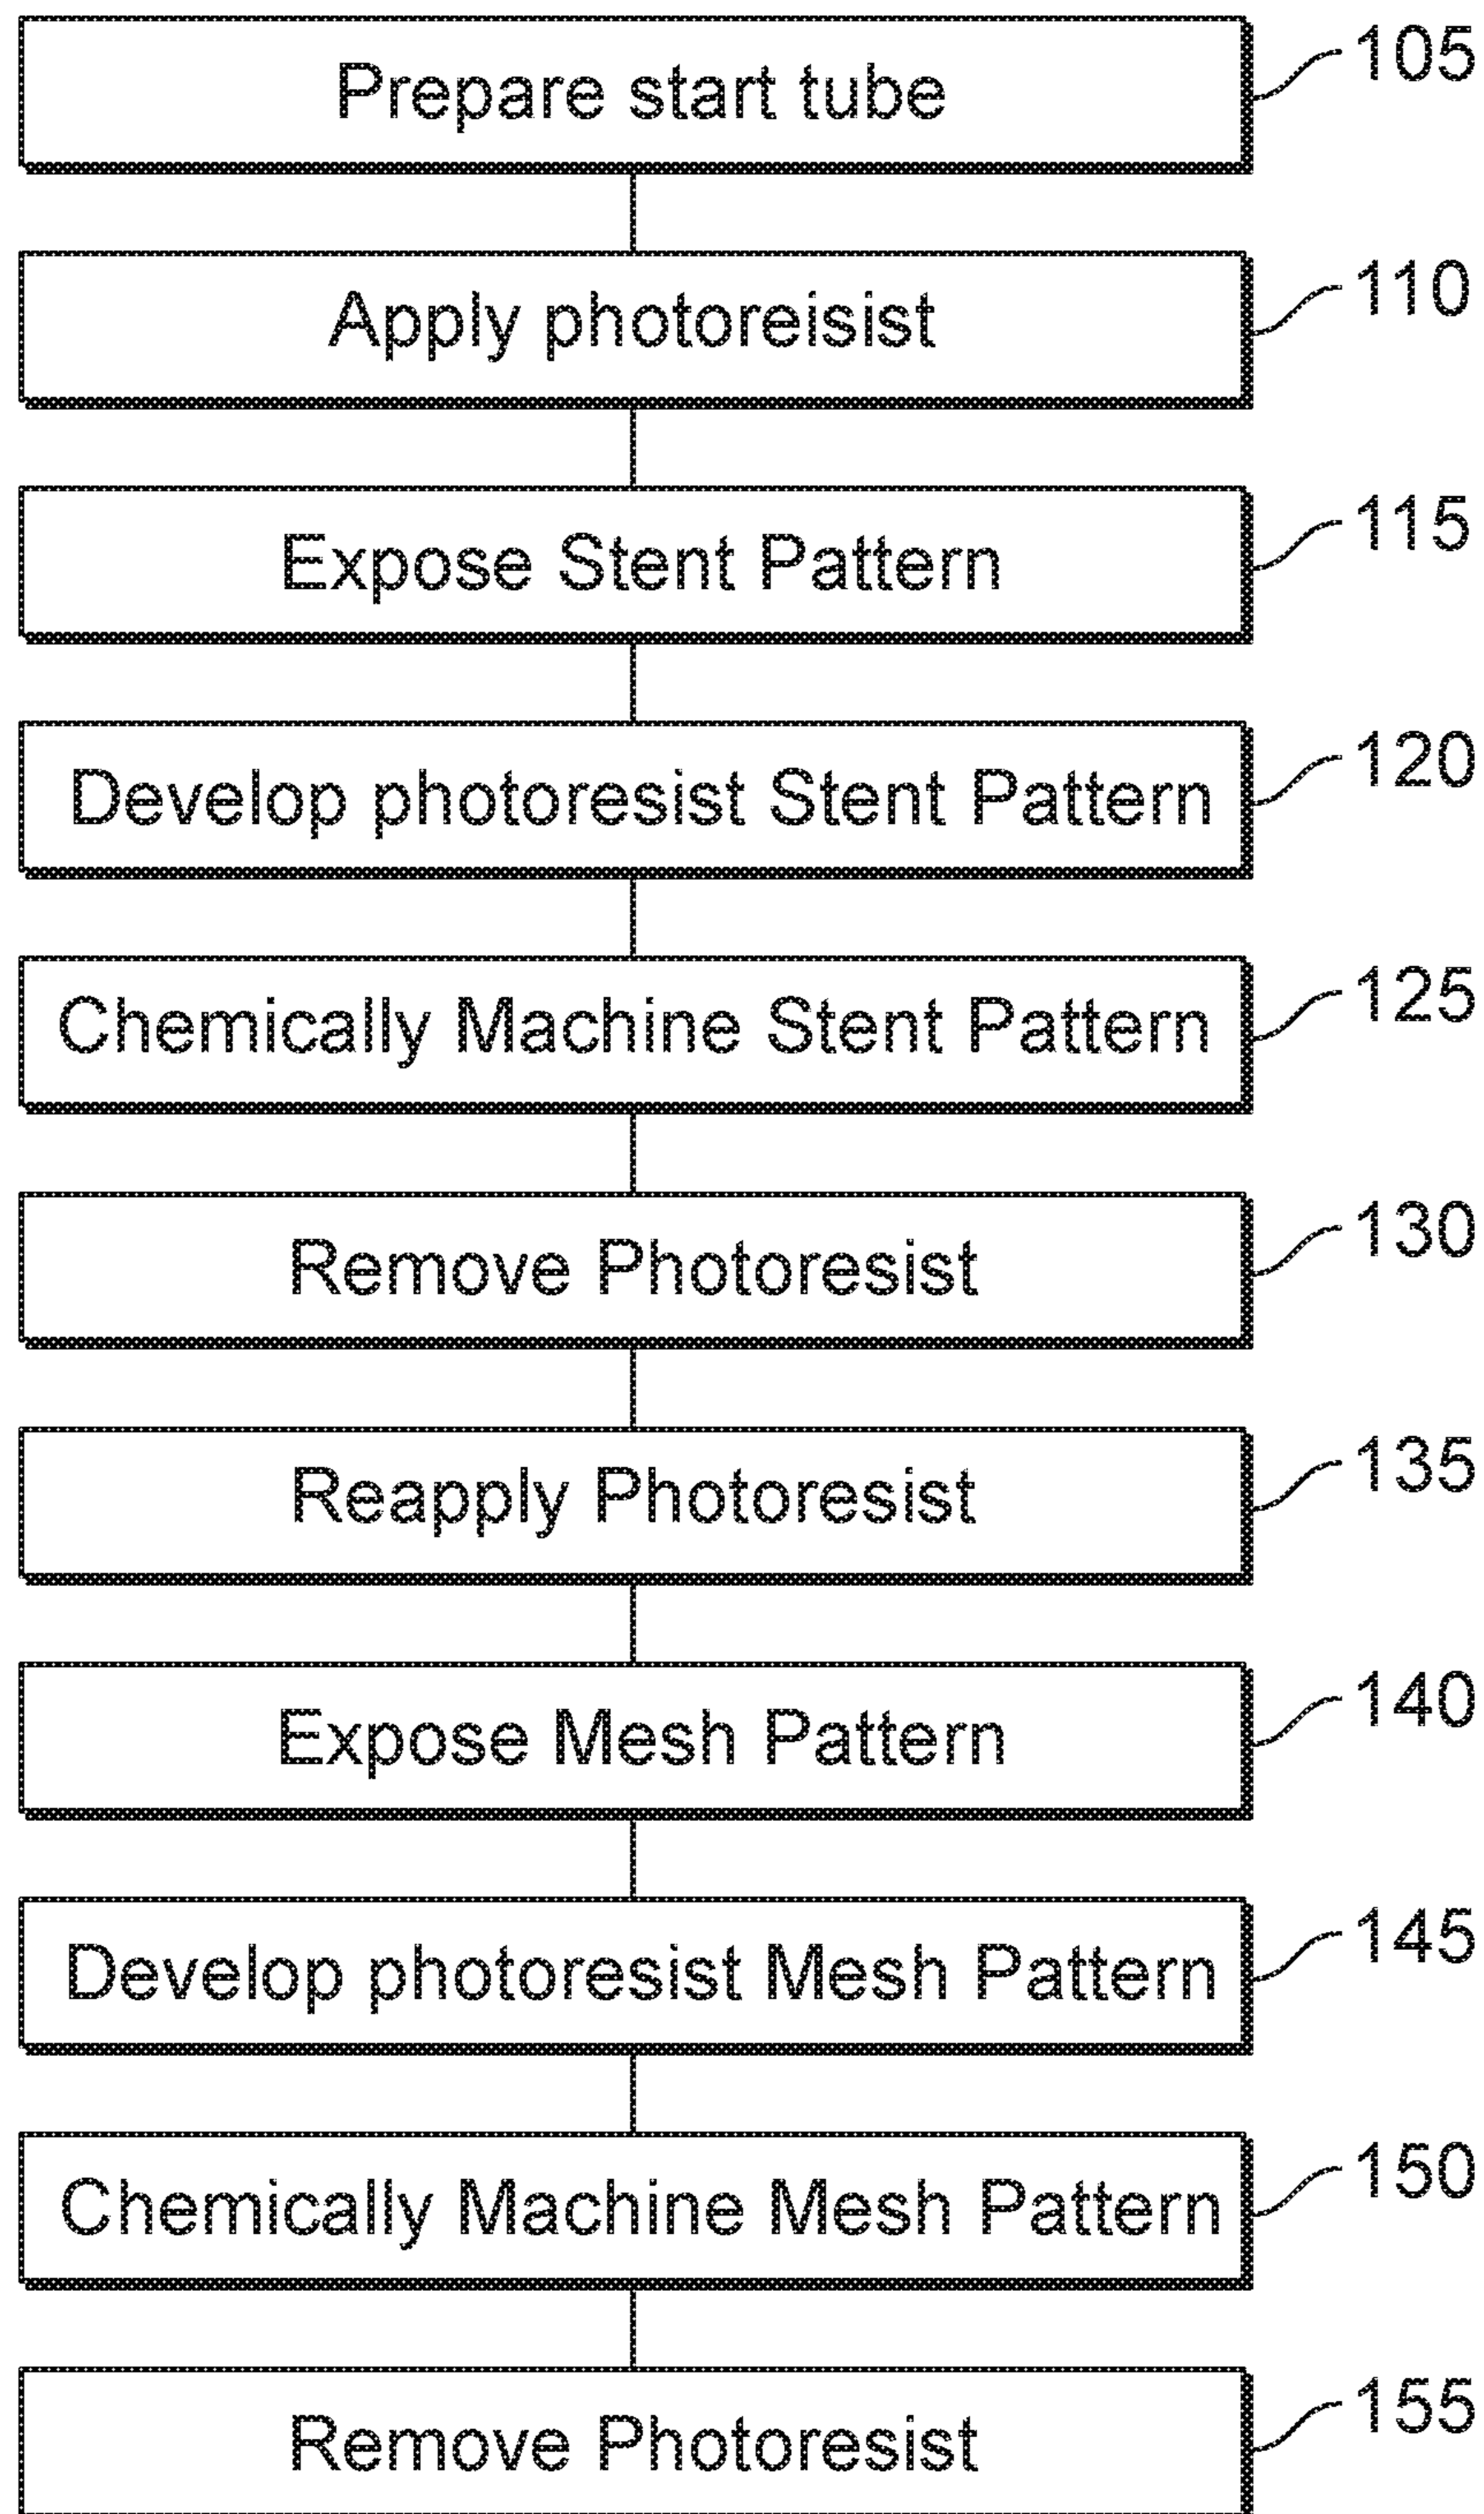 Prepare start tube
105
Apply photoreisist
110
Expose Stent Pattern
115
Develop photoresist Stent Pattern
120
Chemically Machine Stent Pattern
125
Remove Photoresist
130
Reapply Photoresist
135
Expose Mesh Pattern
140
Develop photoresist Mesh Pattern
145
Chemically Machine Mesh Pattern
150
Remove Photoresist
155